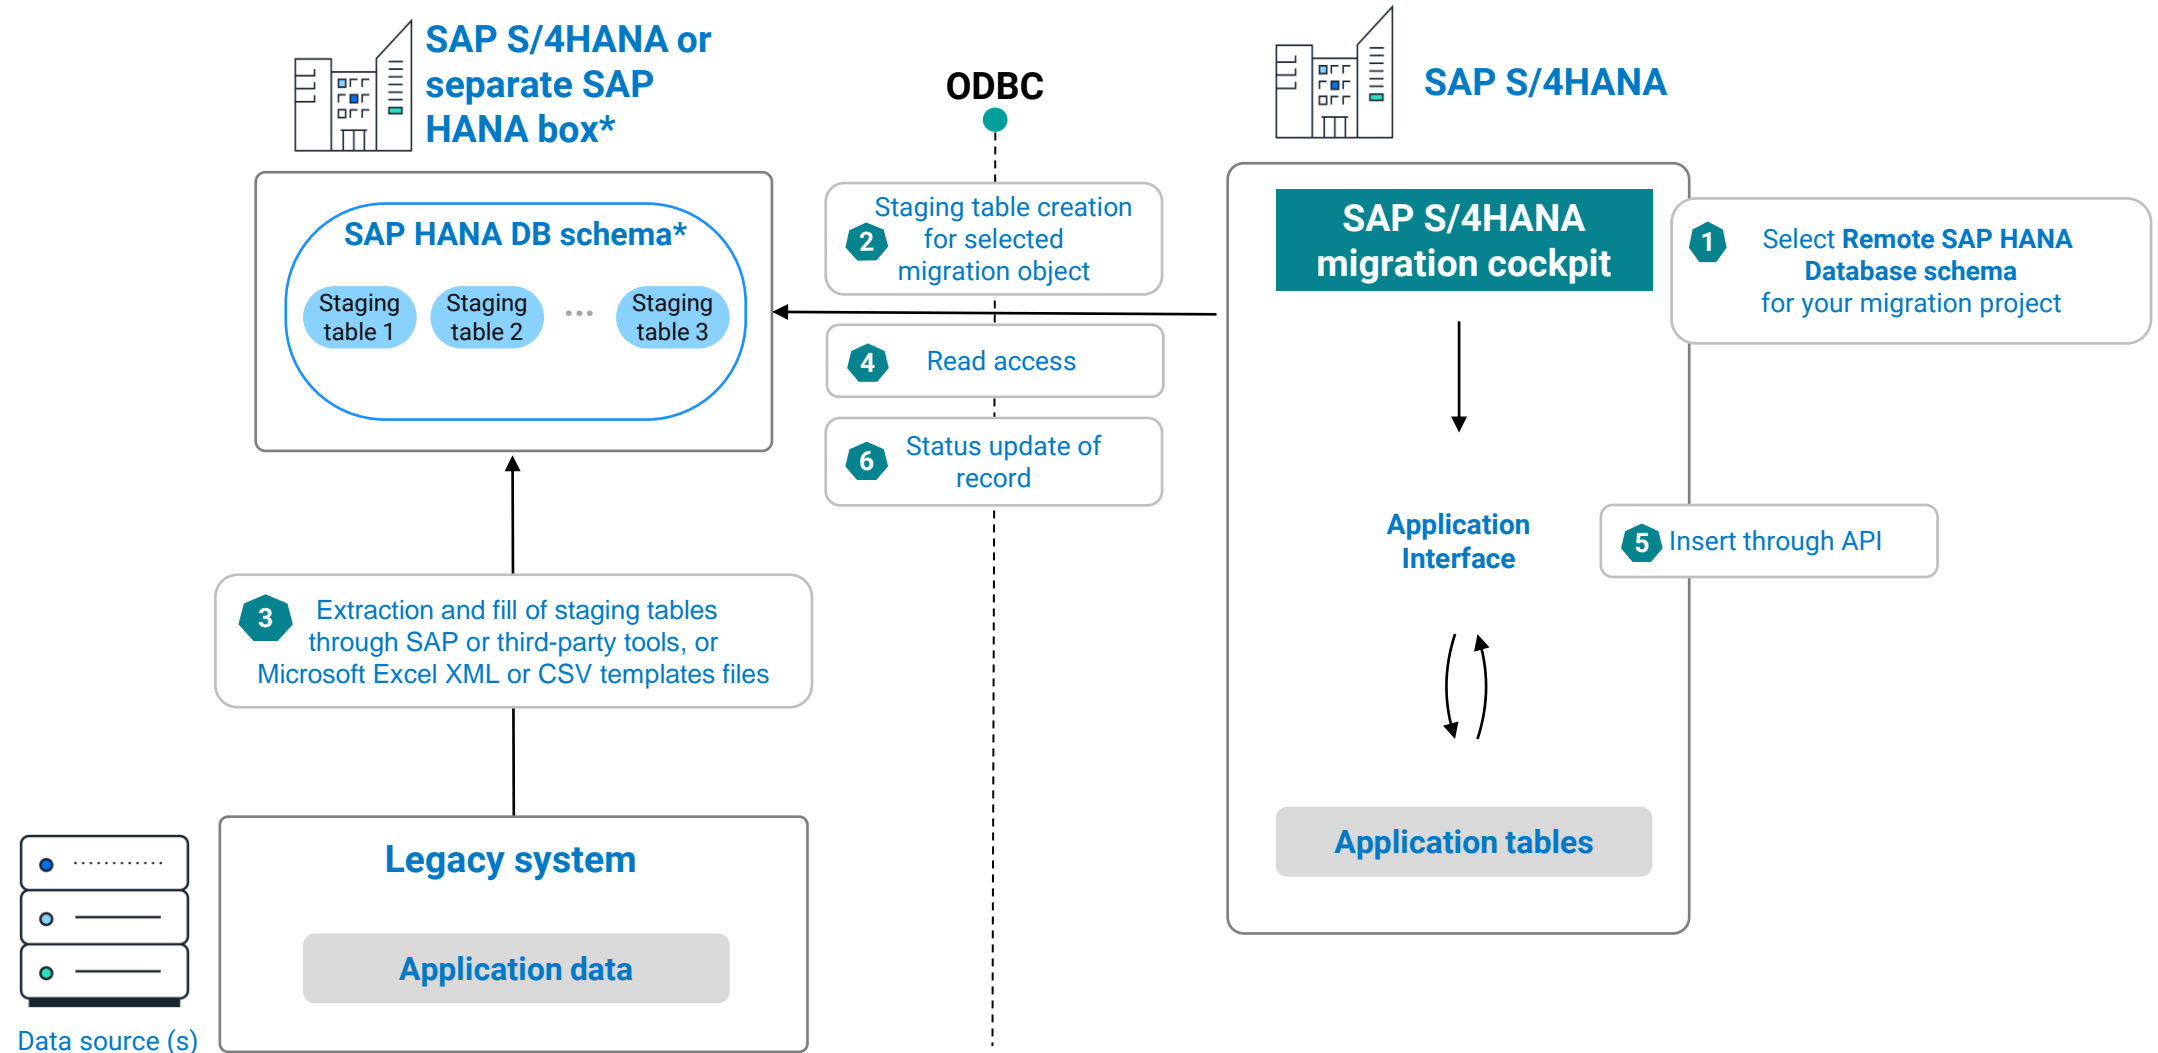 SAP S/4HANA or
separate SAP
HANA box*
ODBC
SAP S/4HANA
SAP HANA DB schema*
Staging
table 1
Staging
table 2
...
Staging
table 3
2
Staging table creation
for selected
migration object
SAP S/4HANA
migration cockpit
1
Select Remote SAP HANA
Database schema
for your migration project
4
Read access
6
Status update of
record
Application
Interface
5
Insert through API
3
Extraction and fill of staging tables
through SAP or third-party tools, or
Microsoft Excel XML or CSV templates files
Legacy system
Application data
Application tables
Data source (s)